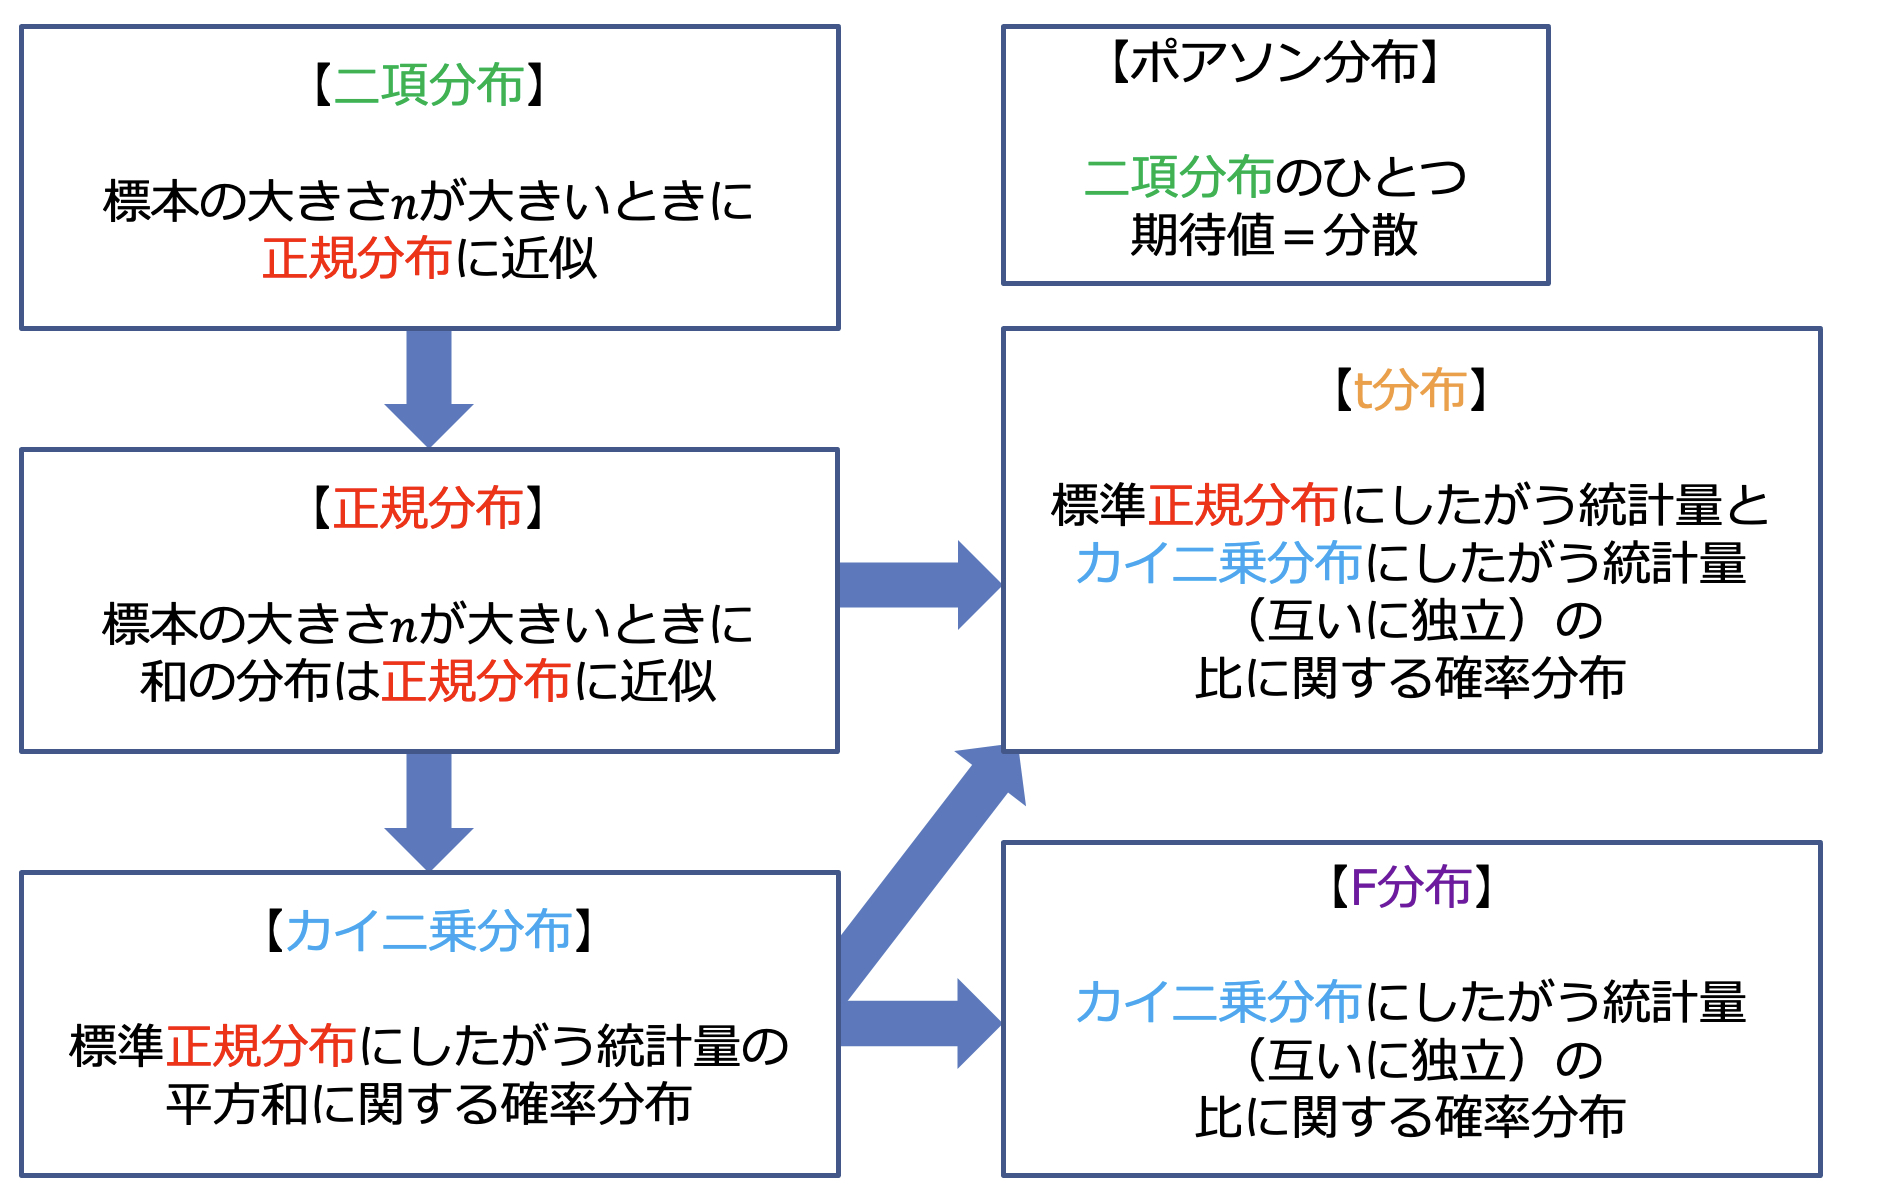 【二項分布】
標本の大きさnが大きいときに
正規分布に近似
【ポアソン分布】
二項分布のひとつ
期待値＝分散
【正規分布】
標本の大きさnが大きいときに
和の分布は正規分布に近似
【t分布】
標準正規分布にしたがう統計量と
カイ二乗分布にしたがう統計量
（互いに独立）の
比に関する確率分布
【カイ二乗分布】
標準正規分布にしたがう統計量の
平方和に関する確率分布
【F分布】
カイ二乗分布にしたがう統計量
（互いに独立）の
比に関する確率分布